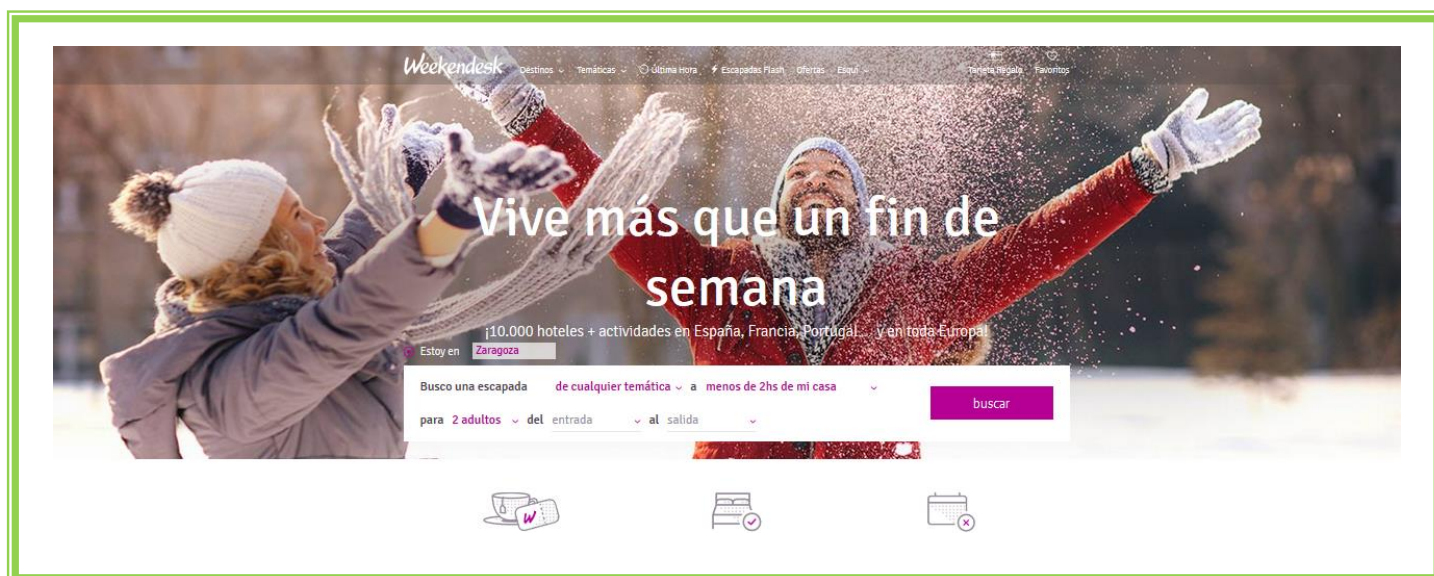 Weekendesk Destinos Temáticas Última Hora Escapadas Flash Ofertas Esquí Tarjeta Regalo Favoritos
Vive más que un fin de
semana
¡10.000 hoteles + actividades en España, Francia, Portugal... y en toda Europa!
Estoy en Zaragoza
Busco una escapada de cualquier temática a menos de 2hs de mi casa
buscar
para 2 adultos del entrada al salida
W